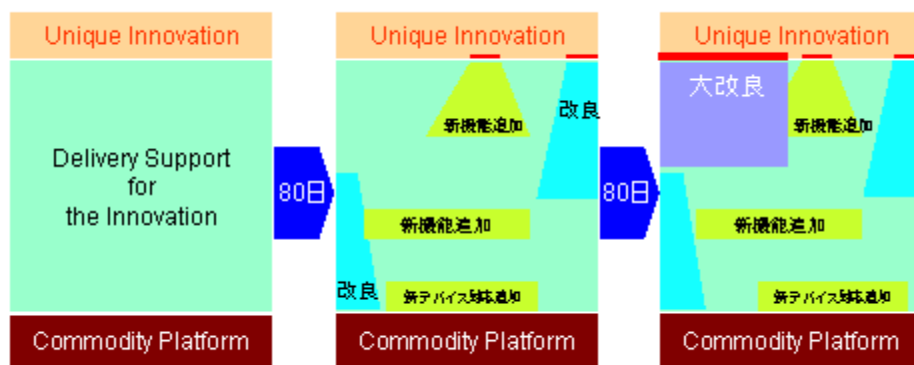 Unique Innovation
Delivery Support
for
the Innovation
Commodity Platform
80日
Unique Innovation
新機能追加
改良
新機能追加
改良
新デバイス対応追加
Commodity Platform
80日
Unique Innovation
大改良
新機能追加
新機能追加
新デバイス対応追加
Commodity Platform